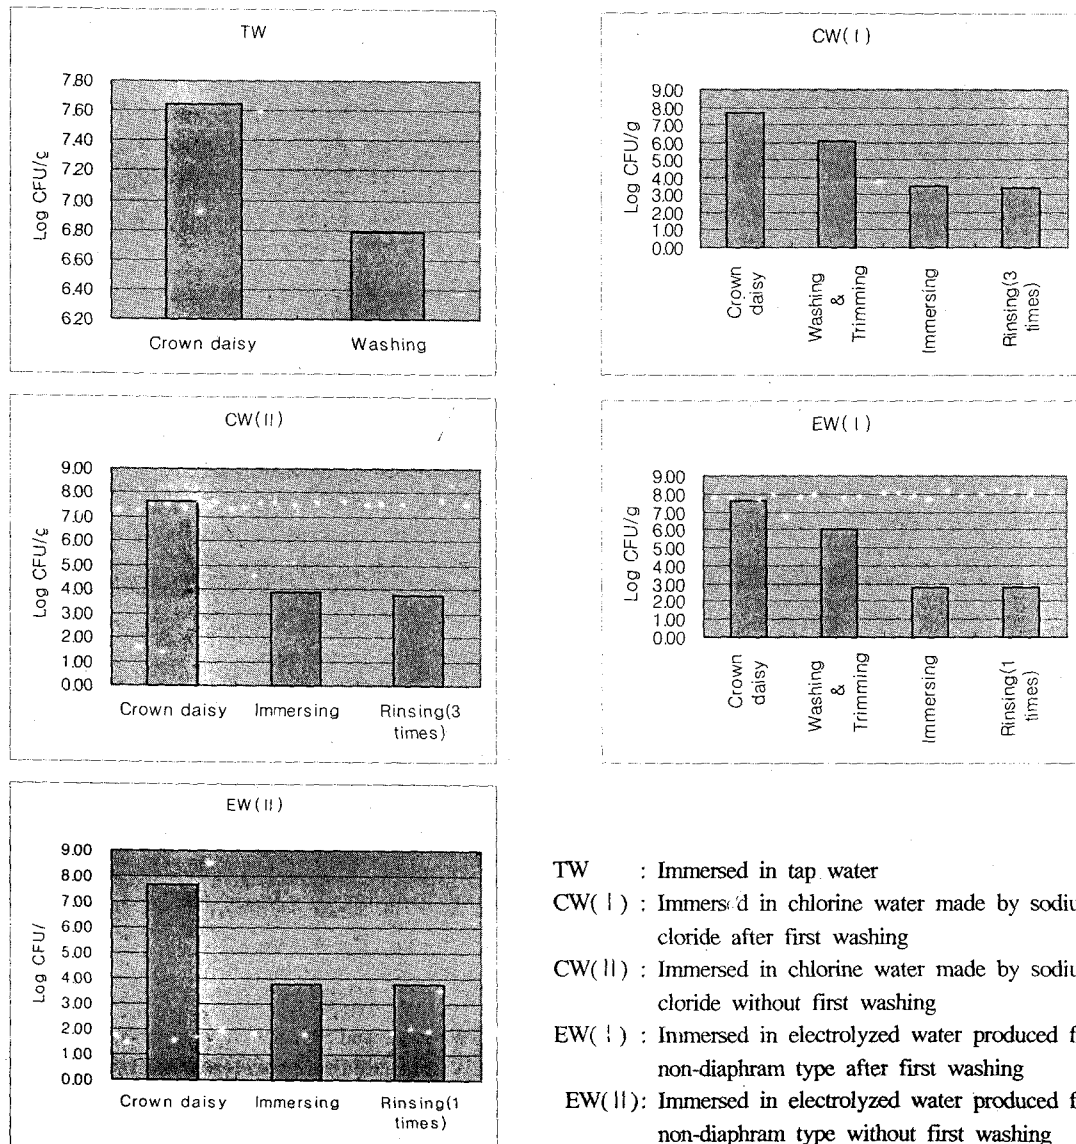 TW
7.80
7.60
7.40
7.20
7.00
6.80
6.60
6.40
6.20
Log CFU/g
Crown daisy Washing
CW(I)
9.00
8.00
7.00
6.00
5.00
4.00
3.00
2.00
1.00
0.00
Log CFU/g
Crown
daisy
Washing
&
Trimming
Immersing
Rinsing(3
times)
CW(II)
9.00
8.00
7.00
6.00
5.00
4.00
3.00
2.00
1.00
0.00
Log CFU/g
Crown daisy Immersing Rinsing(3
times)
EW(I)
9.00
8.00
7.00
6.00
5.00
4.00
3.00
2.00
1.00
0.00
Log CFU/g
Crown
daisy
Washing
&
Trimming
Immersing
Rinsing(1
times)
EW(II)
9.00
8.00
7.00
6.00
5.00
4.00
3.00
2.00
1.00
0.00
Log CFU/
Crown daisy Immersing Rinsing(1
times)
TW : Immersed in tap water
CW(I) : Immersed in chlorine water made by sodiu
cloride after first washing
CW(II) : Immersed in chlorine water made by sodiu
cloride without first washing
EW(I) : Immersed in electrolyzed water produced f
non-diaphram type after first washing
EW(II): Immersed in electrolyzed water produced f
non-diaphram type without first washing